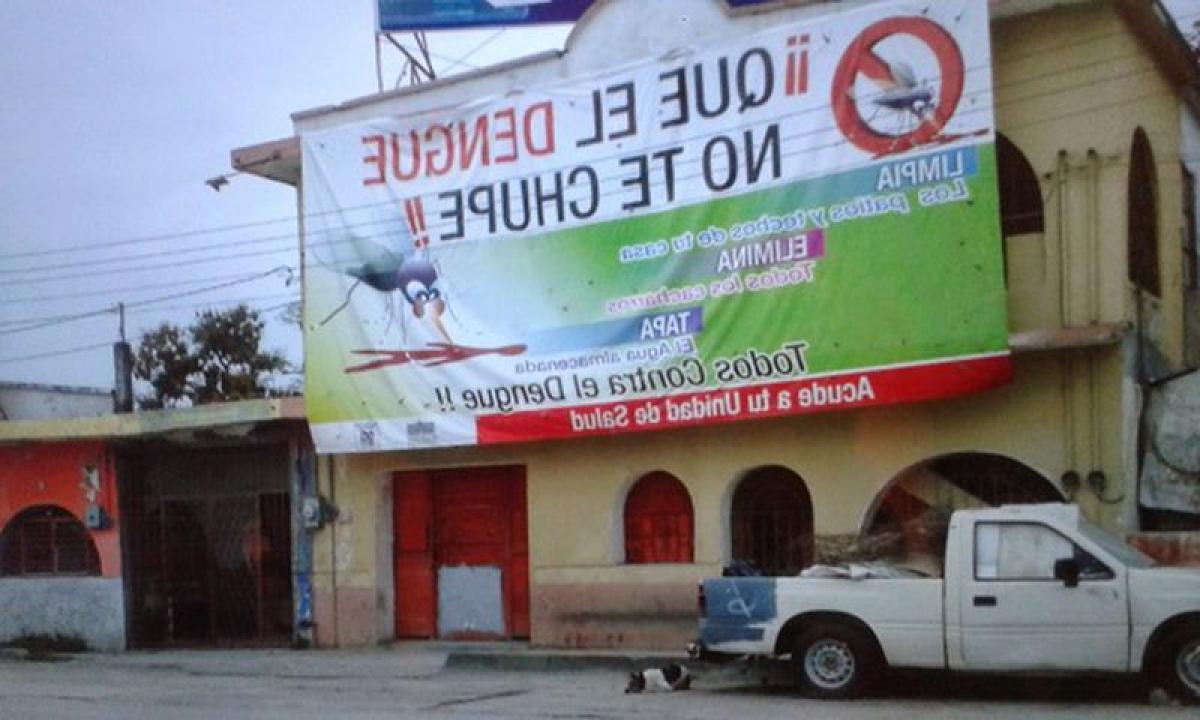 ¡¡ QUE EL DENGUE
NO TE CHUPE !!
LIMPIA
Los patios y techos de tu casa
ELIMINA
Todos los cacharos
TAPA
El Agua almacenada
Todos Contra el Dengue !!
Acude a tu Unidad de Salud